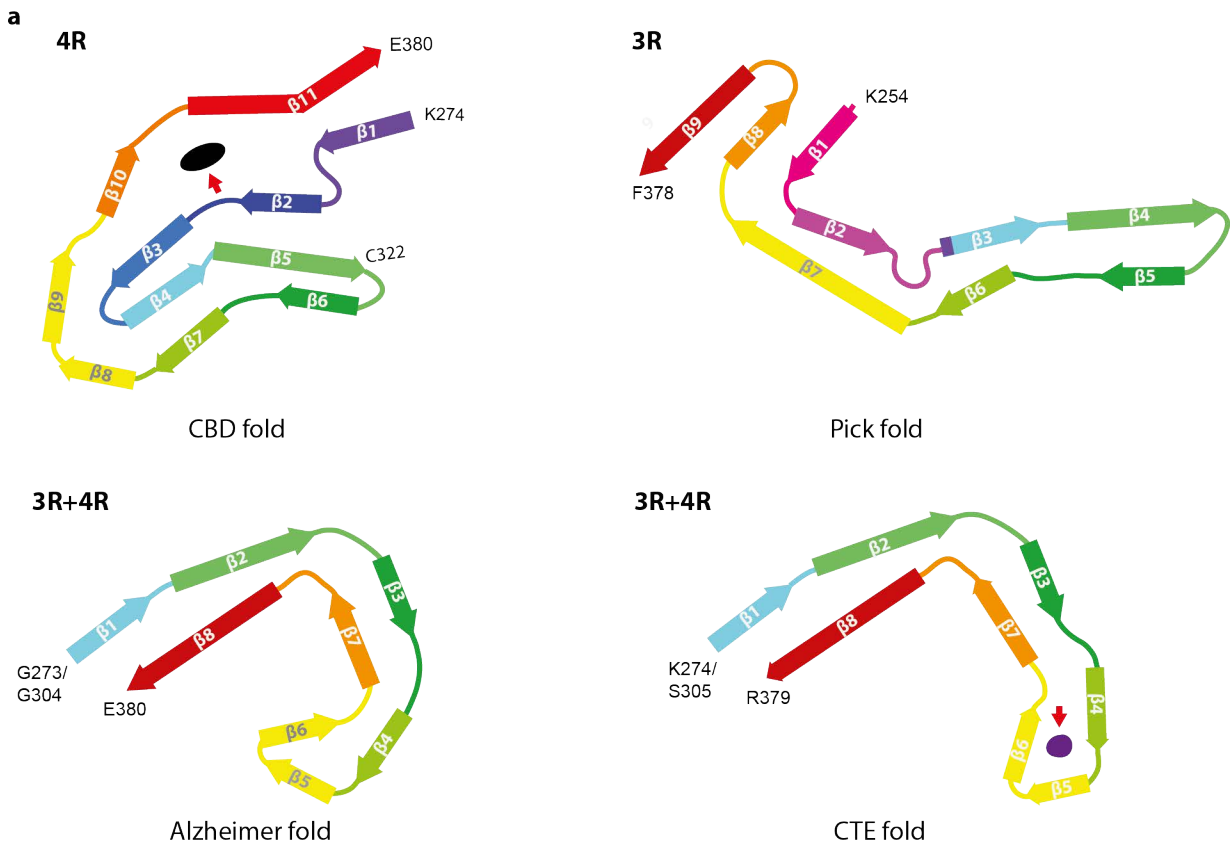 a
4R
E380
β11
K274
β1
β10
β2
β3
β5
C322
β4
β6
β9
β7
β8
CBD fold
3R
K254
β9
β8
β1
F378
β2
β3
β4
β7
β5
β6
Pick fold
3R+4R
β2
β3
β1
β8
β7
G273/
G304
E380
β6
β4
β5
Alzheimer fold
3R+4R
β2
β3
β1
β8
β7
K274/
S305
R379
β4
β6
β5
CTE fold